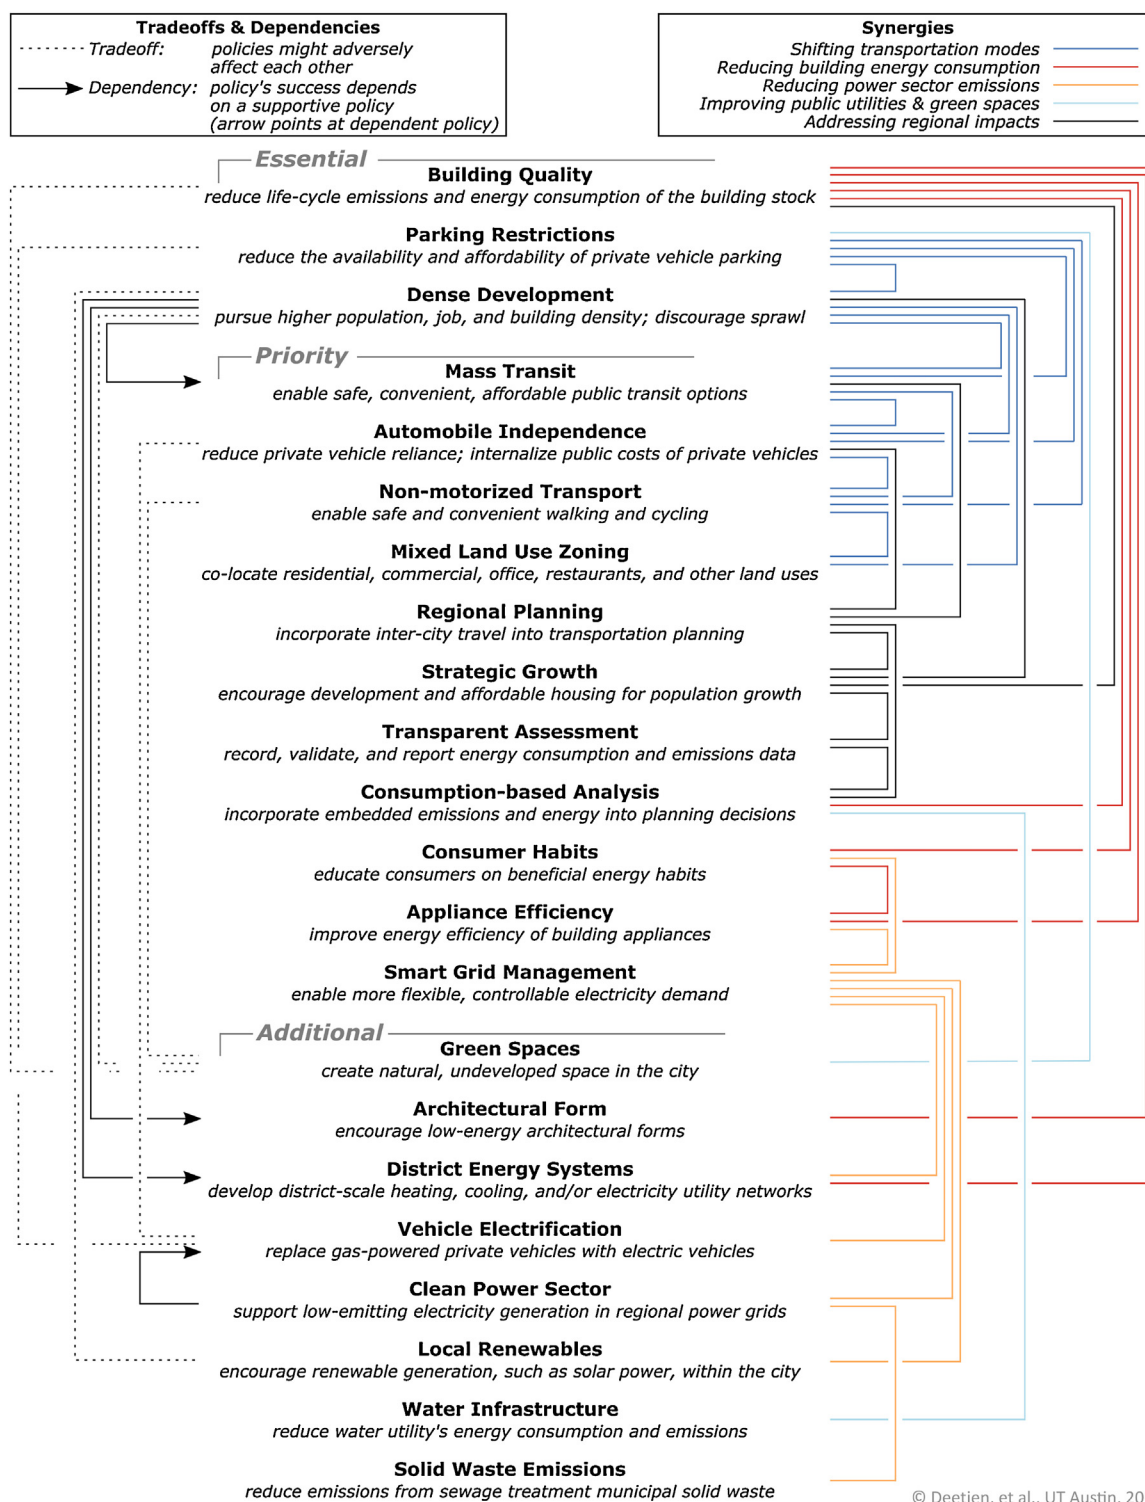 Tradeoffs & Dependencies
Tradeoff: policies might adversely
affect each other
Dependency: policy's success depends
on a supportive policy
(arrow points at dependent policy)
Synergies
Shifting transportation modes
Reducing building energy consumption
Reducing power sector emissions
Improving public utilities & green spaces
Addressing regional impacts
Essential
Building Quality
reduce life-cycle emissions and energy consumption of the building stock
Parking Restrictions
reduce the availability and affordability of private vehicle parking
Dense Development
pursue higher population, job, and building density; discourage sprawl
Priority
Mass Transit
enable safe, convenient, affordable public transit options
Automobile Independence
reduce private vehicle reliance; internalize public costs of private vehicles
Non-motorized Transport
enable safe and convenient walking and cycling
Mixed Land Use Zoning
co-locate residential, commercial, office, restaurants, and other land uses
Regional Planning
incorporate inter-city travel into transportation planning
Strategic Growth
encourage development and affordable housing for population growth
Transparent Assessment
record, validate, and report energy consumption and emissions data
Consumption-based Analysis
incorporate embedded emissions and energy into planning decisions
Consumer Habits
educate consumers on beneficial energy habits
Appliance Efficiency
improve energy efficiency of building appliances
Smart Grid Management
enable more flexible, controllable electricity demand
Additional
Green Spaces
create natural, undeveloped space in the city
Architectural Form
encourage low-energy architectural forms
District Energy Systems
develop district-scale heating, cooling, and/or electricity utility networks
Vehicle Electrification
replace gas-powered private vehicles with electric vehicles
Clean Power Sector
support low-emitting electricity generation in regional power grids
Local Renewables
encourage renewable generation, such as solar power, within the city
Water Infrastructure
reduce water utility's energy consumption and emissions
Solid Waste Emissions
reduce emissions from sewage treatment municipal solid waste
© Deetjen, et al., UT Austin, 20